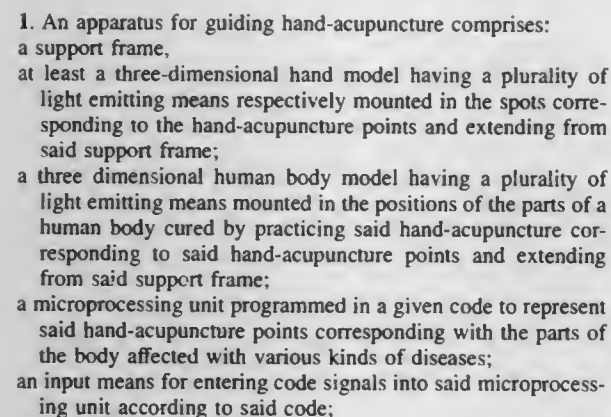 1. An apparatus for guiding hand-acupuncture comprises:
a support frame,
at least a three-dimensional hand model having a plurality of
light emitting means respectively mounted in the spots corre-
sponding to the hand-acupuncture points and extending from
said support frame;
a three dimensional human body model having a plurality of
light emitting means mounted in the positions of the parts of a
human body cured by practicing said hand-acupuncture cor-
responding to said hand-acupuncture points and extending
from said support frame;
a microprocessing unit programmed in a given code to represent
said hand-acupuncture points corresponding with the parts of
the body affected with various kinds of diseases;
an input means for entering code signals into said microprocess-
ing unit according to said code;